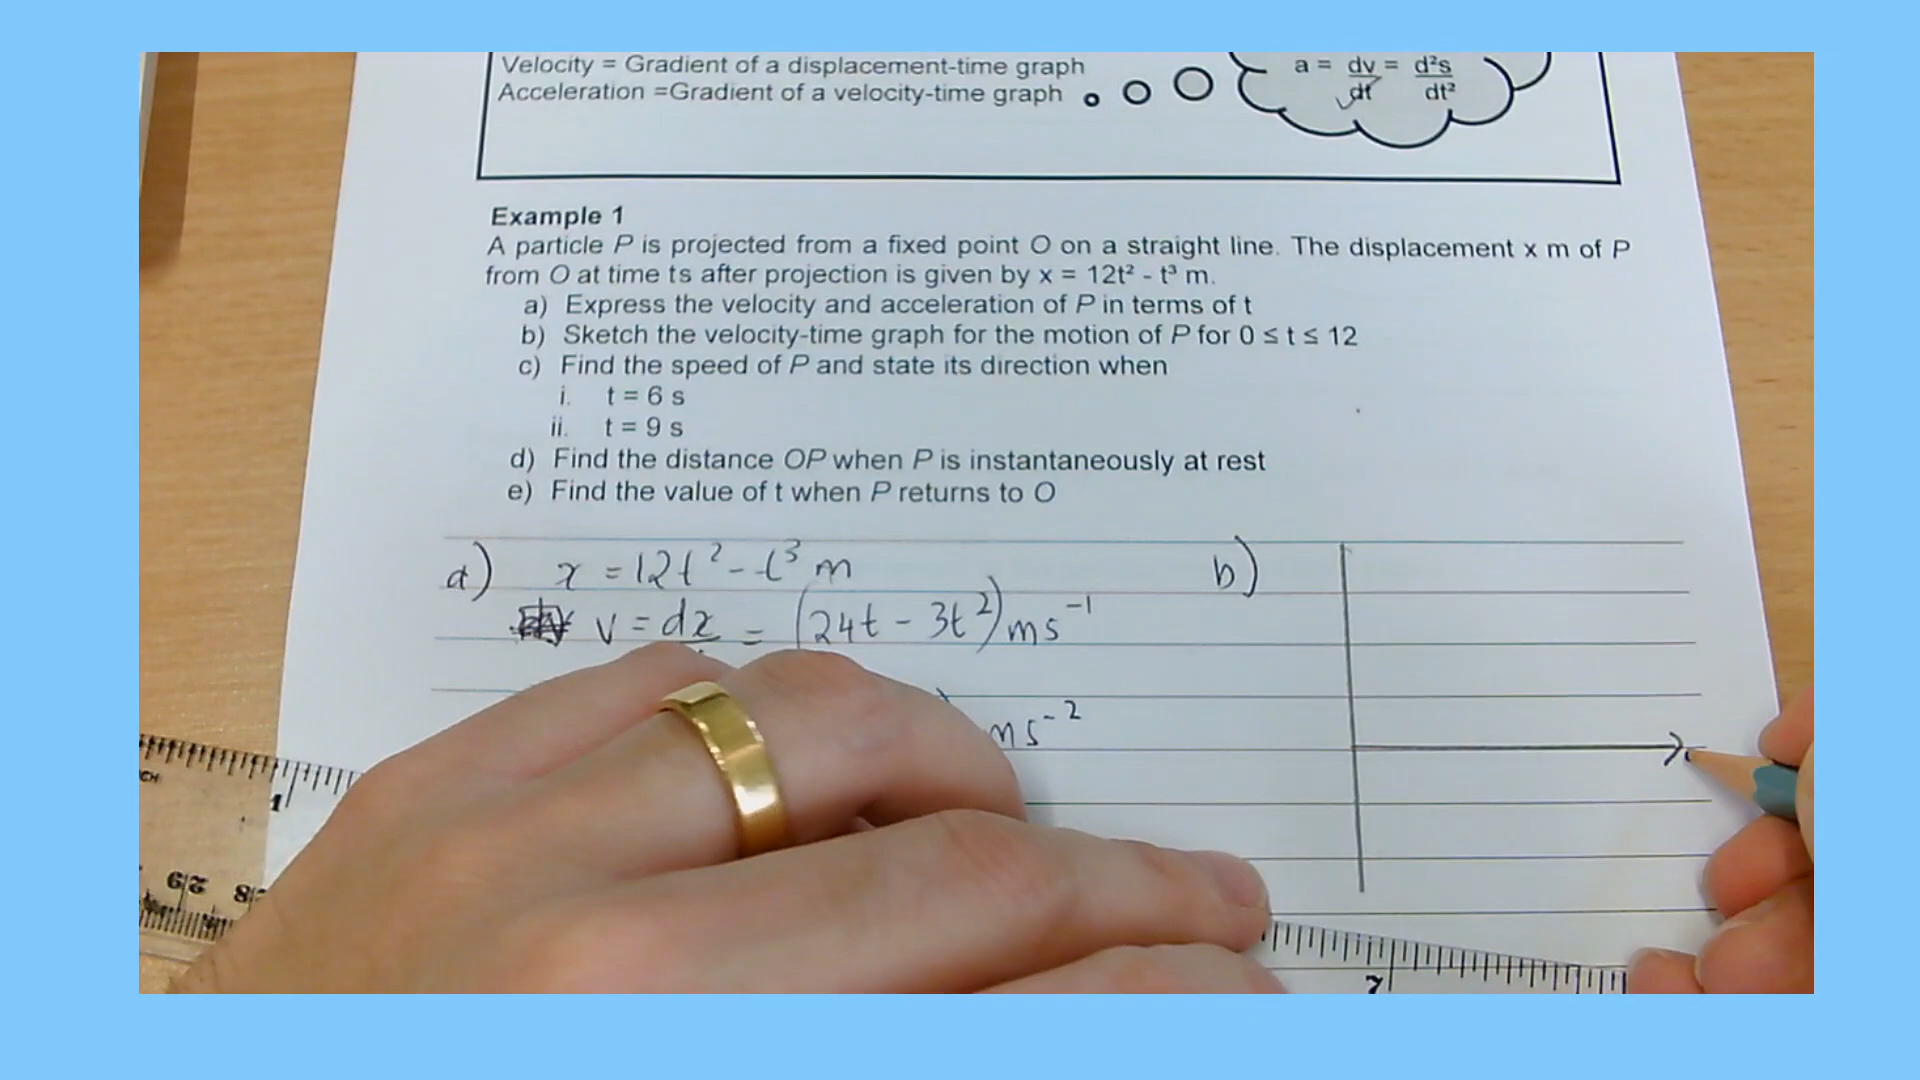 Velocity = Gradient of a displacement-time graph
Acceleration =Gradient of a velocity-time graph
a = dv = d²s
dt dt²
Example 1
A particle P is projected from a fixed point O on a straight line. The displacement x m of P
from O at time ts after projection is given by x = 12t² - t³ m.
a) Express the velocity and acceleration of P in terms of t
b) Sketch the velocity-time graph for the motion of P for 0 ≤ t ≤ 12
c) Find the speed of P and state its direction when
i. t = 6 s
ii. t = 9 s
d) Find the distance OP when P is instantaneously at rest
e) Find the value of t when P returns to O
a) x = 12t² - t³ m
v = dx = (24t - 3t²) ms⁻¹
ms⁻²
b)
1
29
8
7